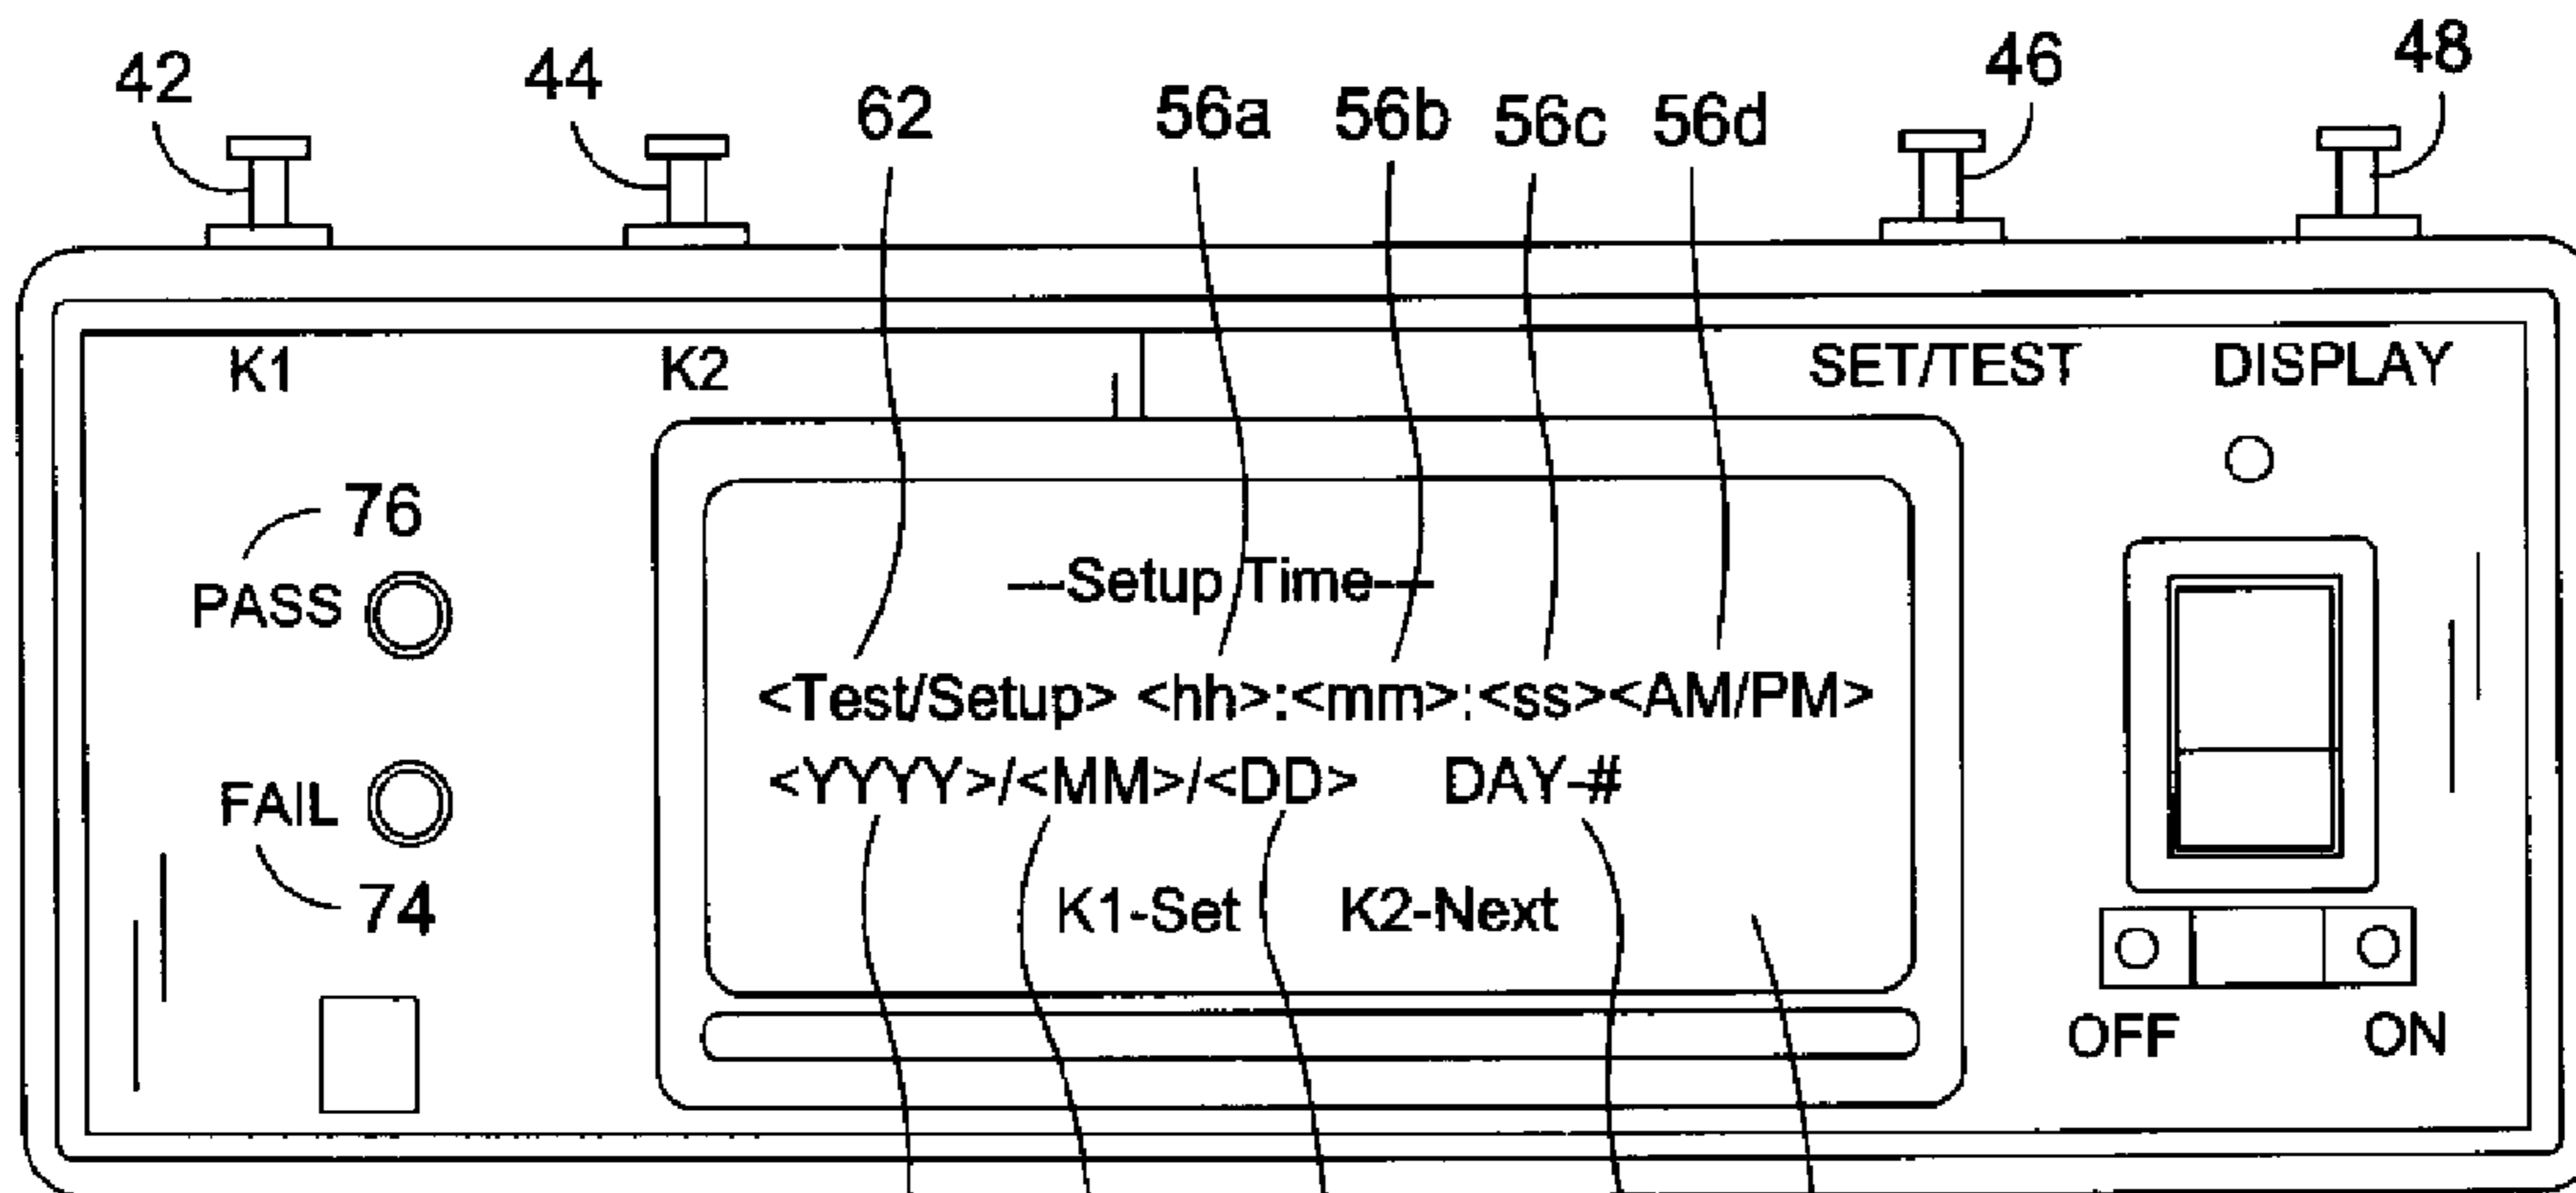 42 44 62 56a 56b 56c 56d 46 48
K1 K2 SET/TEST DISPLAY
76
PASS
FAIL
74
---Setup Time---
<Test/Setup> <hh>:<mm>:<ss><AM/PM>
<YYYY>/<MM>/<DD> DAY-#
K1-Set K2-Next
OFF ON